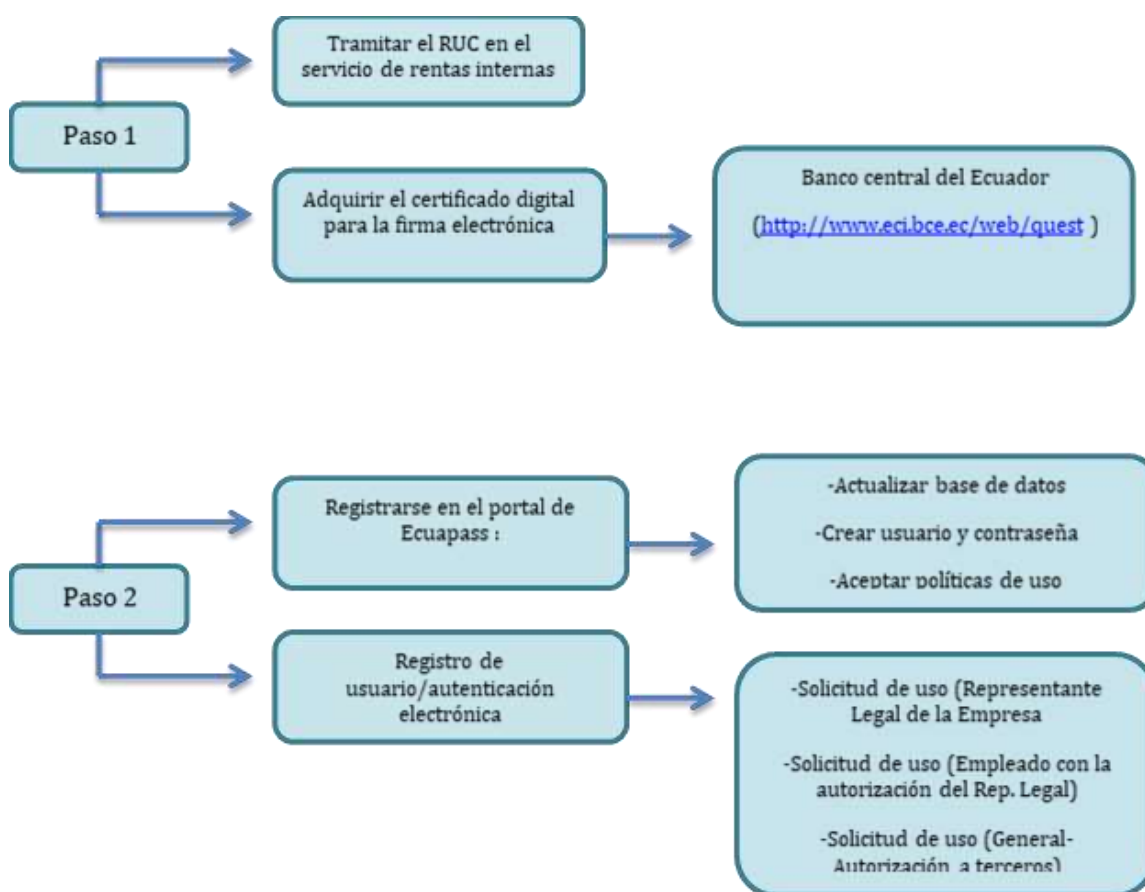 Tramitar el RUC en el
servicio de rentas internas
Paso 1
Adquirir el certificado digital
para la firma electrónica
Banco central del Ecuador
(http://www.eci.bce.ec/web/quest )
Registrarse en el portal de
Ecuapass :
-Actualizar base de datos
-Crear usuario y contraseña
-Aceptar políticas de uso
Paso 2
Registro de
usuario/autenticación
electrónica
-Solicitud de uso (Representante
Legal de la Empresa
-Solicitud de uso (Empleado con la
autorización del Rep. Legal)
-Solicitud de uso (General-
Autorización a terceros)